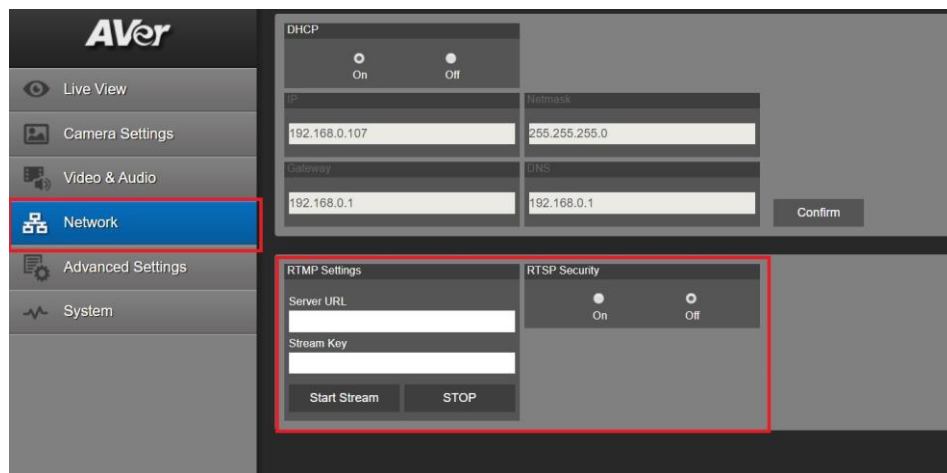 AVer
Live View
Camera Settings
Video & Audio
Network
Advanced Settings
System
DHCP
On
Off
IP
Netmask
192.168.0.107
255.255.255.0
Gateway
DNS
192.168.0.1
192.168.0.1
Confirm
RTMP Settings
Server URL
Stream Key
Start Stream
STOP
RTSP Security
On
Off